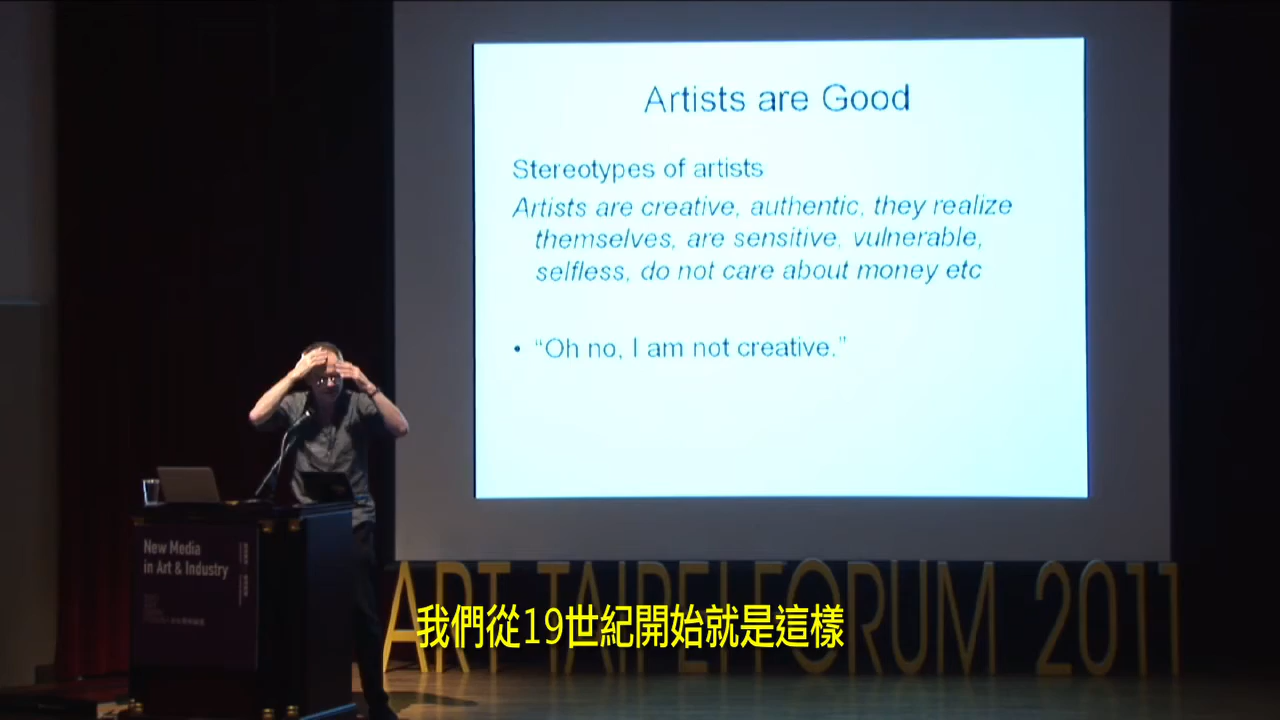 Artists are Good
Stereotypes of artists
Artists are creative, authentic, they realize
themselves, are sensitive, vulnerable,
selfless, do not care about money etc
• “Oh no, I am not creative.”
New Media
in Art & Industry
ART TAIPEI FORUM 2011
我們從19世紀開始就是這樣